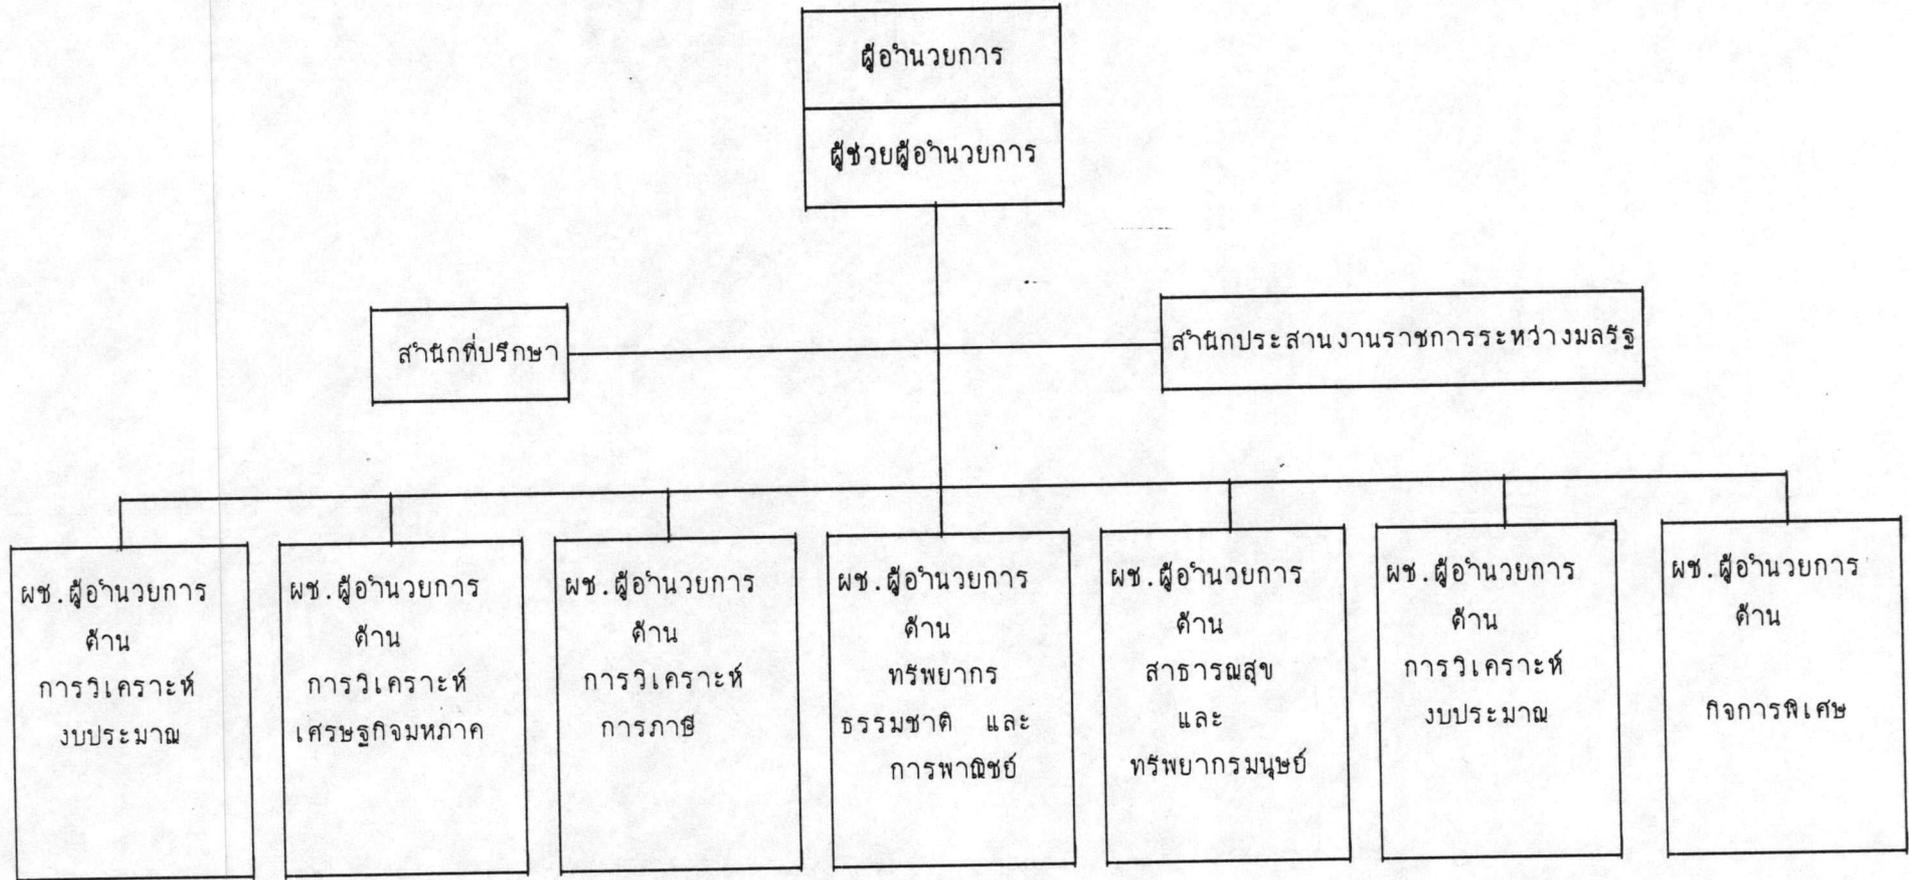 ผู้อำนวยการ
ผู้ช่วยผู้อำนวยการ
สำนักที่ปรึกษา
สำนักประสานงานราชการระหว่างมลรัฐ
ผช.ผู้อำนวยการ
ด้าน
การวิเคราะห์
งบประมาณ
ผช.ผู้อำนวยการ
ด้าน
การวิเคราะห์
เศรษฐกิจมหภาค
ผช.ผู้อำนวยการ
ด้าน
การวิเคราะห์
การภาษี
ผช.ผู้อำนวยการ
ด้าน
ทรัพยากร
ธรรมชาติ และ
การพาณิชย์
ผช.ผู้อำนวยการ
ด้าน
สาธารณสุข
และ
ทรัพยากรมนุษย์
ผช.ผู้อำนวยการ
ด้าน
การวิเคราะห์
งบประมาณ
ผช.ผู้อำนวยการ
ด้าน
กิจการพิเศษ